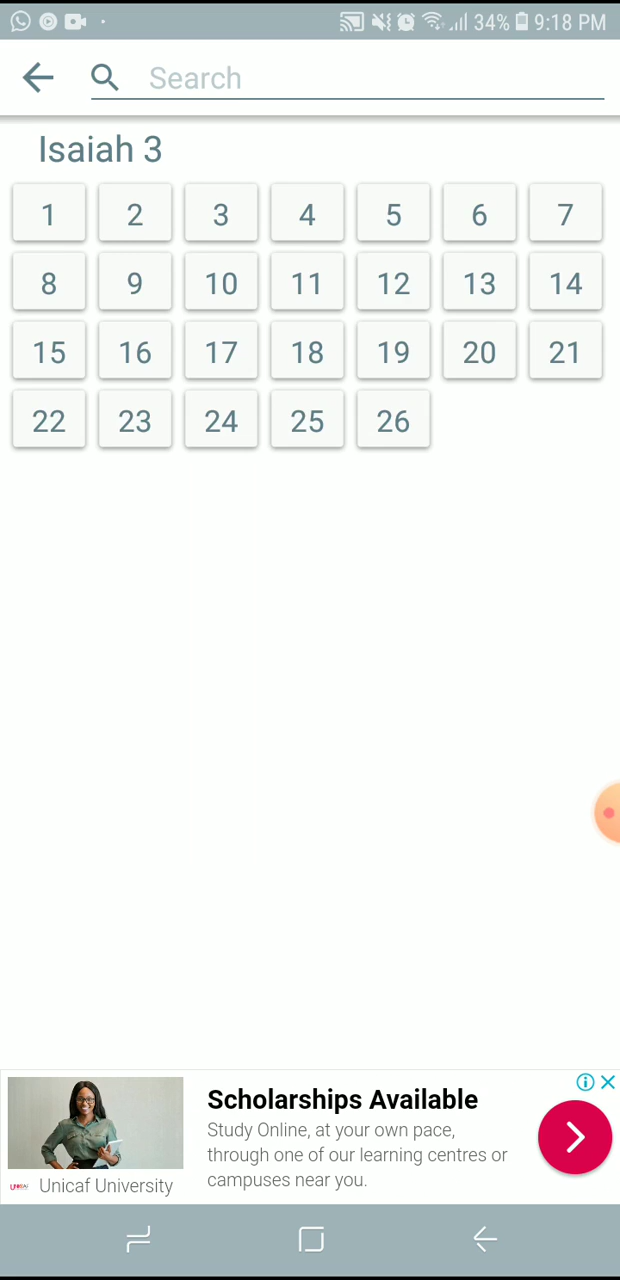 34% 9:18 PM
Search
Isaiah 3
1 2 3 4 5 6 7
8 9 10 11 12 13 14
15 16 17 18 19 20 21
22 23 24 25 26
Scholarships Available
Study Online, at your own pace,
through one of our learning centres or
campuses near you.
Unicaf University